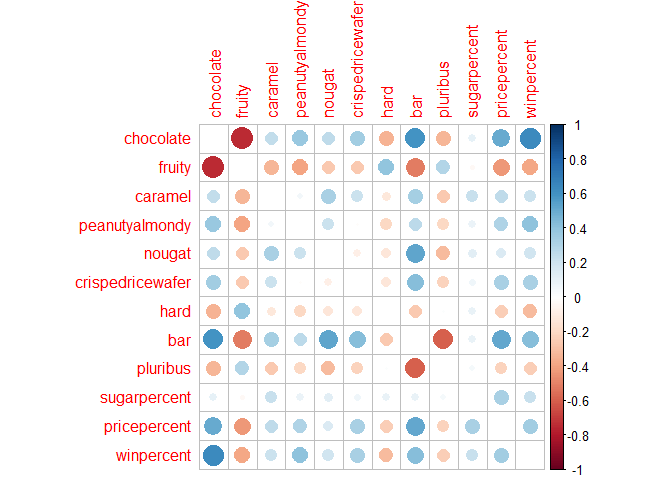 chocolate
fruity
caramel
peanutyalmondy
nougat
crispedricewafer
hard
bar
pluribus
sugarpercent
pricepercent
winpercent
chocolate
fruity
caramel
peanutyalmondy
nougat
crispedricewafer
hard
bar
pluribus
sugarpercent
pricepercent
winpercent
1
0.8
0.6
0.4
0.2
0
-0.2
-0.4
-0.6
-0.8
-1